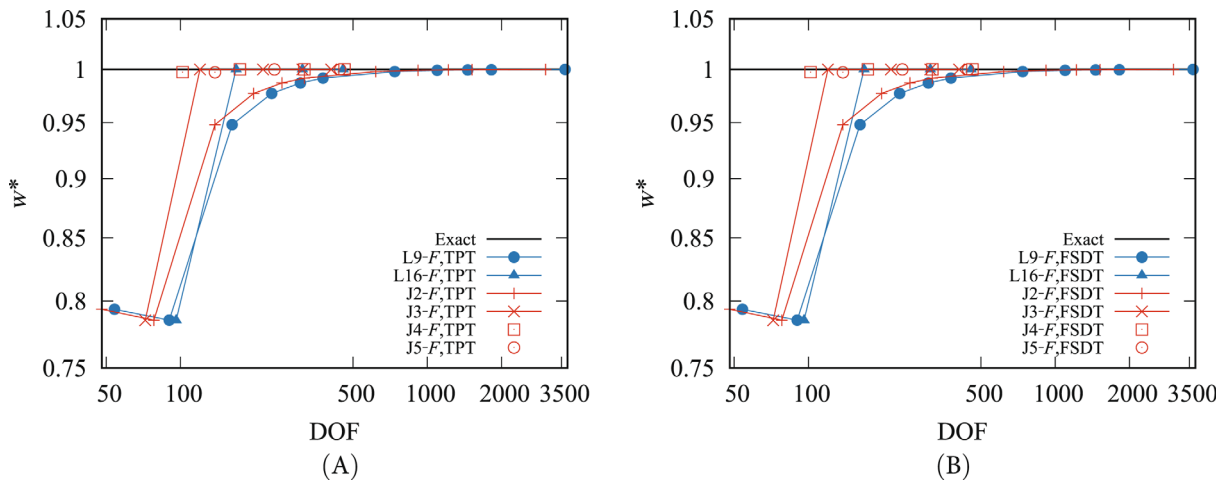 1.05
1
0.95
0.9
0.85
0.8
0.75
w*
50
100
500
1000
2000
3500
DOF
Exact
L9-F,TPT
L16-F,TPT
J2-F,TPT
J3-F,TPT
J4-F,TPT
J5-F,TPT
(A)
1.05
1
0.95
0.9
0.85
0.8
0.75
w*
50
100
500
1000
2000
3500
DOF
Exact
L9-F,FSDT
L16-F,FSDT
J2-F,FSDT
J3-F,FSDT
J4-F,FSDT
J5-F,FSDT
(B)